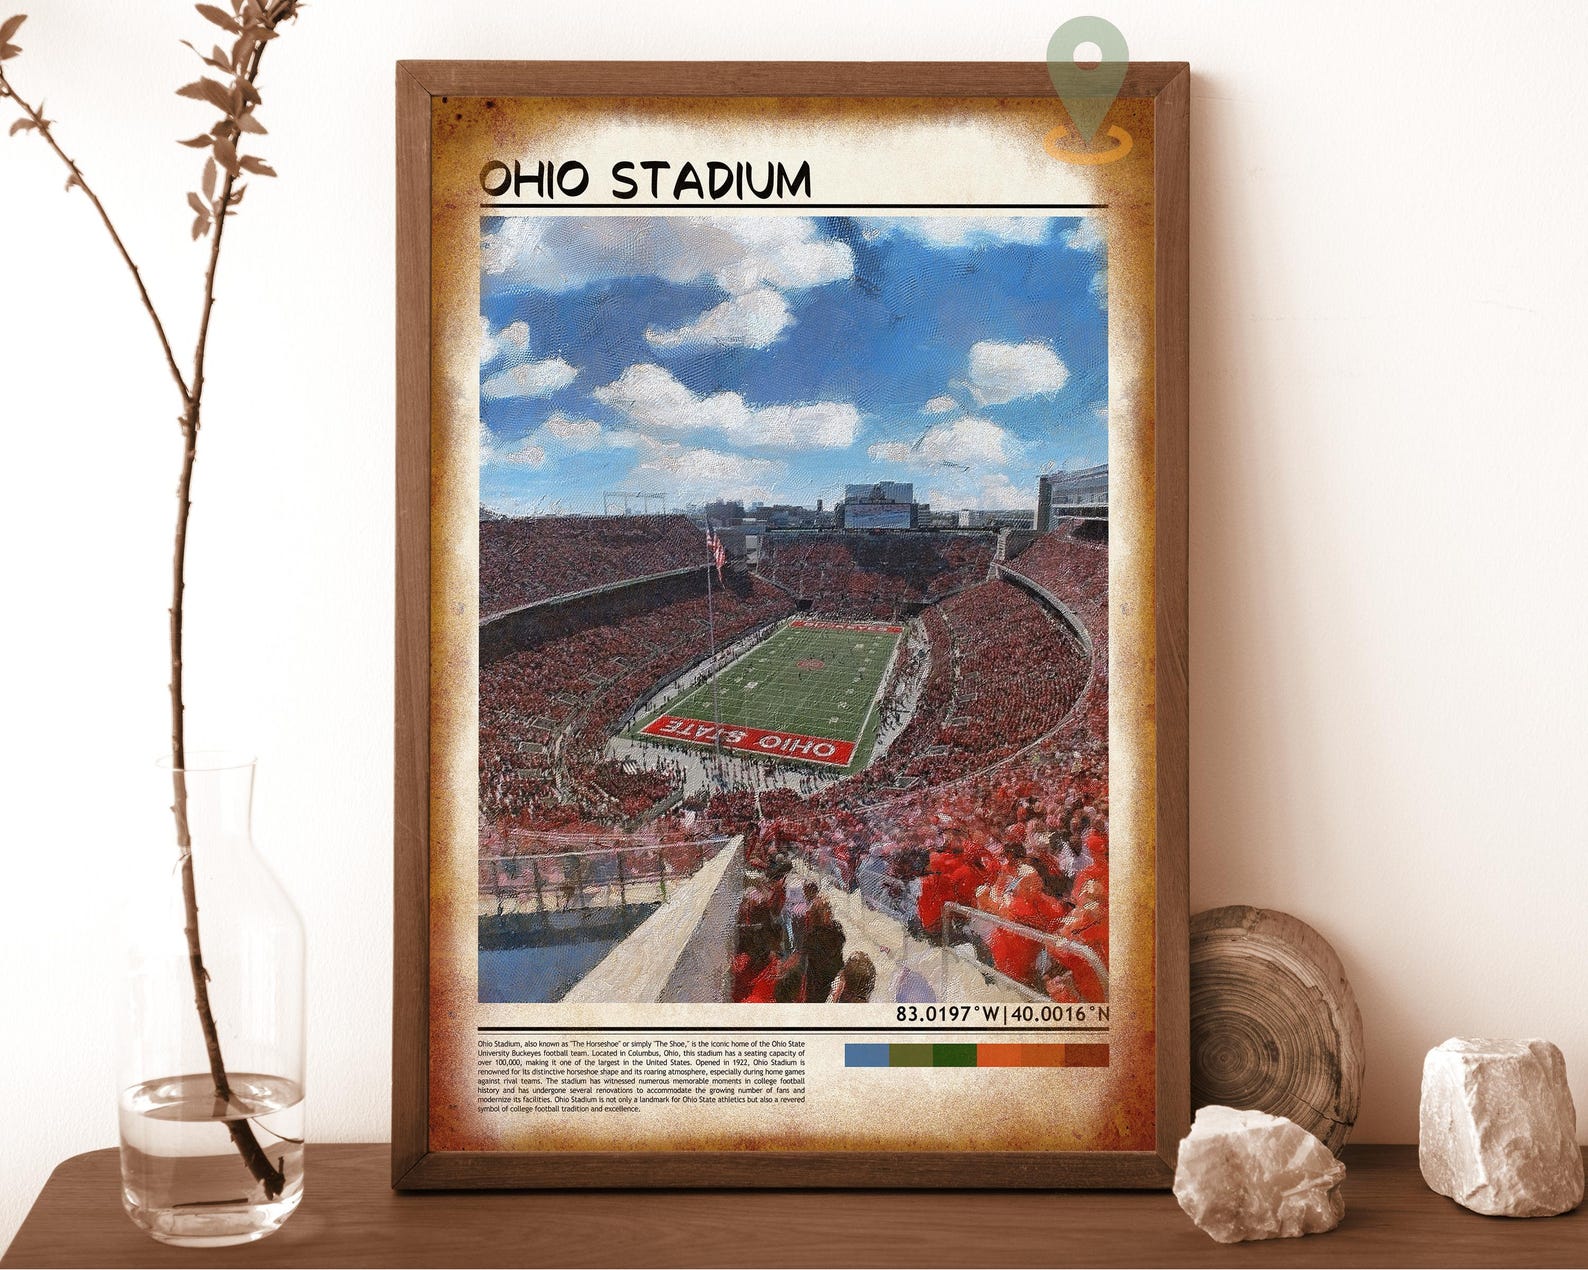 OHIO STADIUM
OHIO STATE
83.0197°W|40.0016°N
Ohio Stadium, also known as "The Horseshoe" or simply "The Shoe," is the iconic home of the Ohio State
University Buckeyes football team. Located in Columbus, Ohio, this stadium has a seating capacity of
over 100,000, making it one of the largest in the United States. Opened in 1922, Ohio Stadium is
renowned for its distinctive horseshoe shape and its roaring atmosphere, especially during home games
against rival teams. The stadium has witnessed numerous memorable moments in college football
history and has undergone several renovations to accommodate the growing number of fans and
modernize its facilities. Ohio Stadium is not only a landmark for Ohio State athletics but also a revered
symbol of college football tradition and excellence.